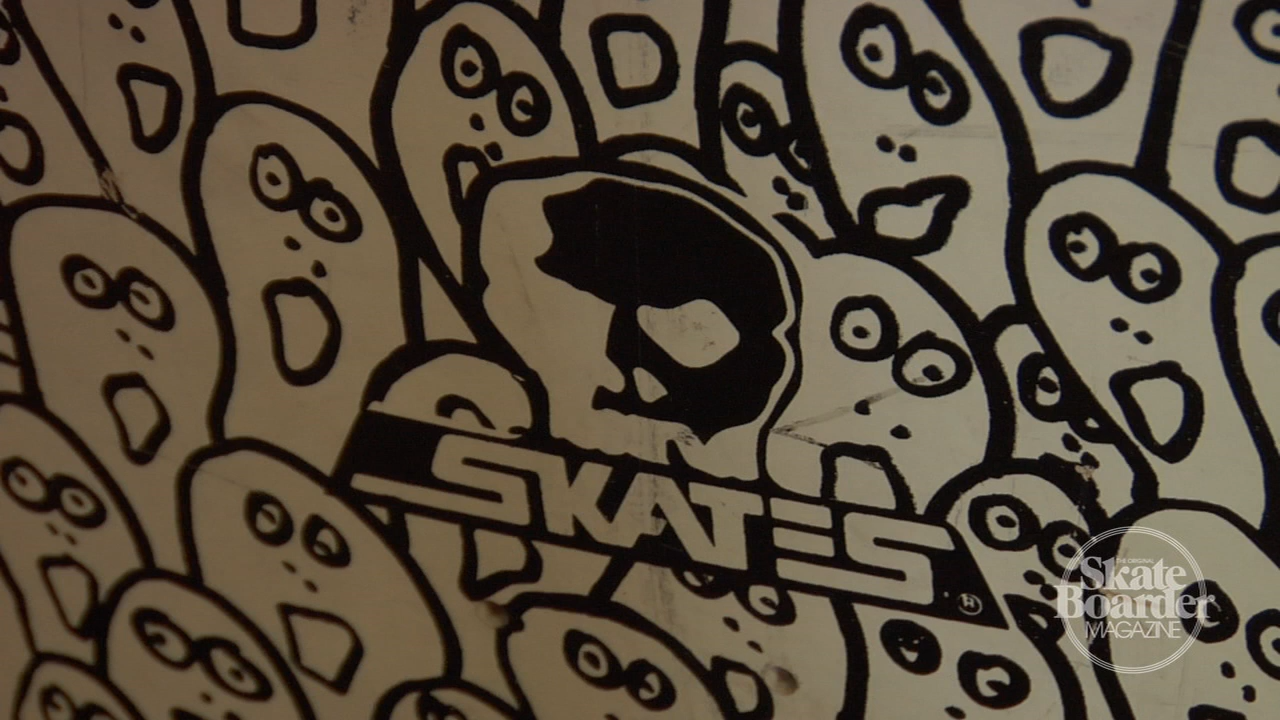 SKATES
®
THE ORIGINAL
Skate
Boarder
MAGAZINE